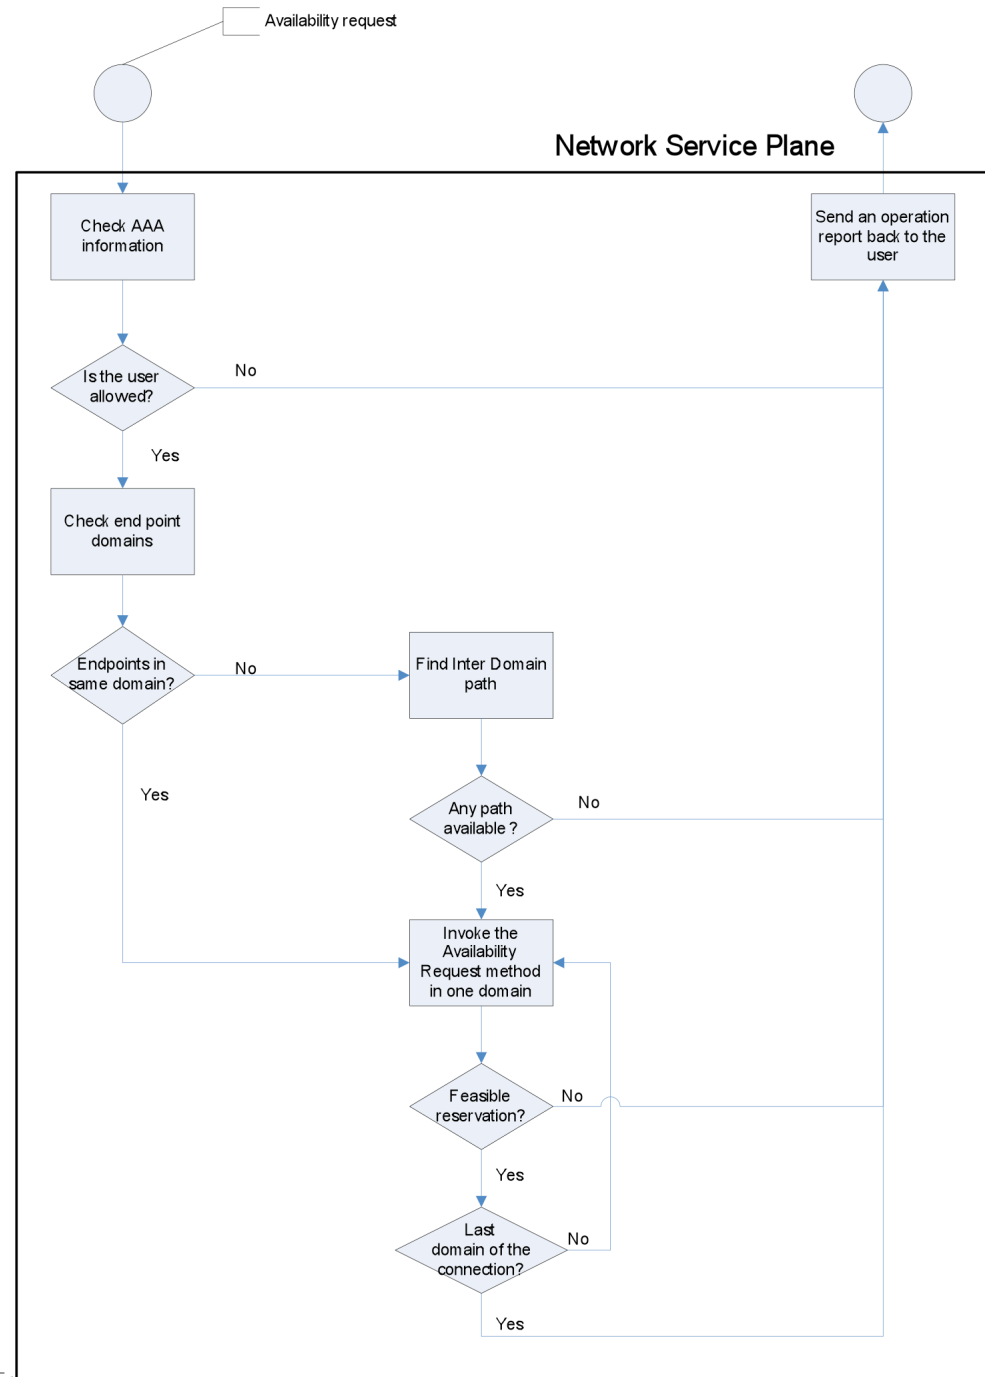 Availability request
Network Service Plane
Check AAA
information
Send an operation
report back to the
user
Is the user
allowed?
No
Yes
Check end point
domains
Endpoints in
same domain?
No
Find Inter Domain
path
Yes
Any path
available ?
No
Yes
Invoke the
Availability
Request method
in one domain
Feasible
reservation?
No
Yes
Last
domain of the
connection?
No
Yes